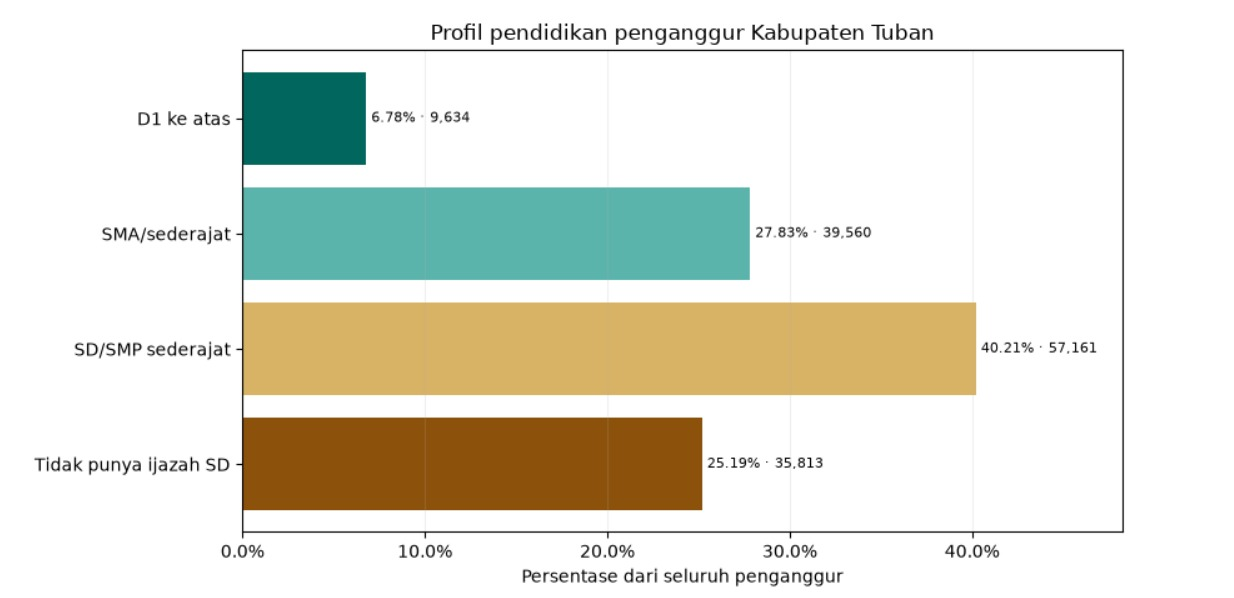 Profil pendidikan penganggur Kabupaten Tuban
D1 ke atas
6.78% · 9,634
SMA/sederajat
27.83% · 39,560
SD/SMP sederajat
40.21% · 57,161
Tidak punya ijazah SD
25.19% · 35,813
0.0% 10.0% 20.0% 30.0% 40.0%
Persentase dari seluruh penganggur